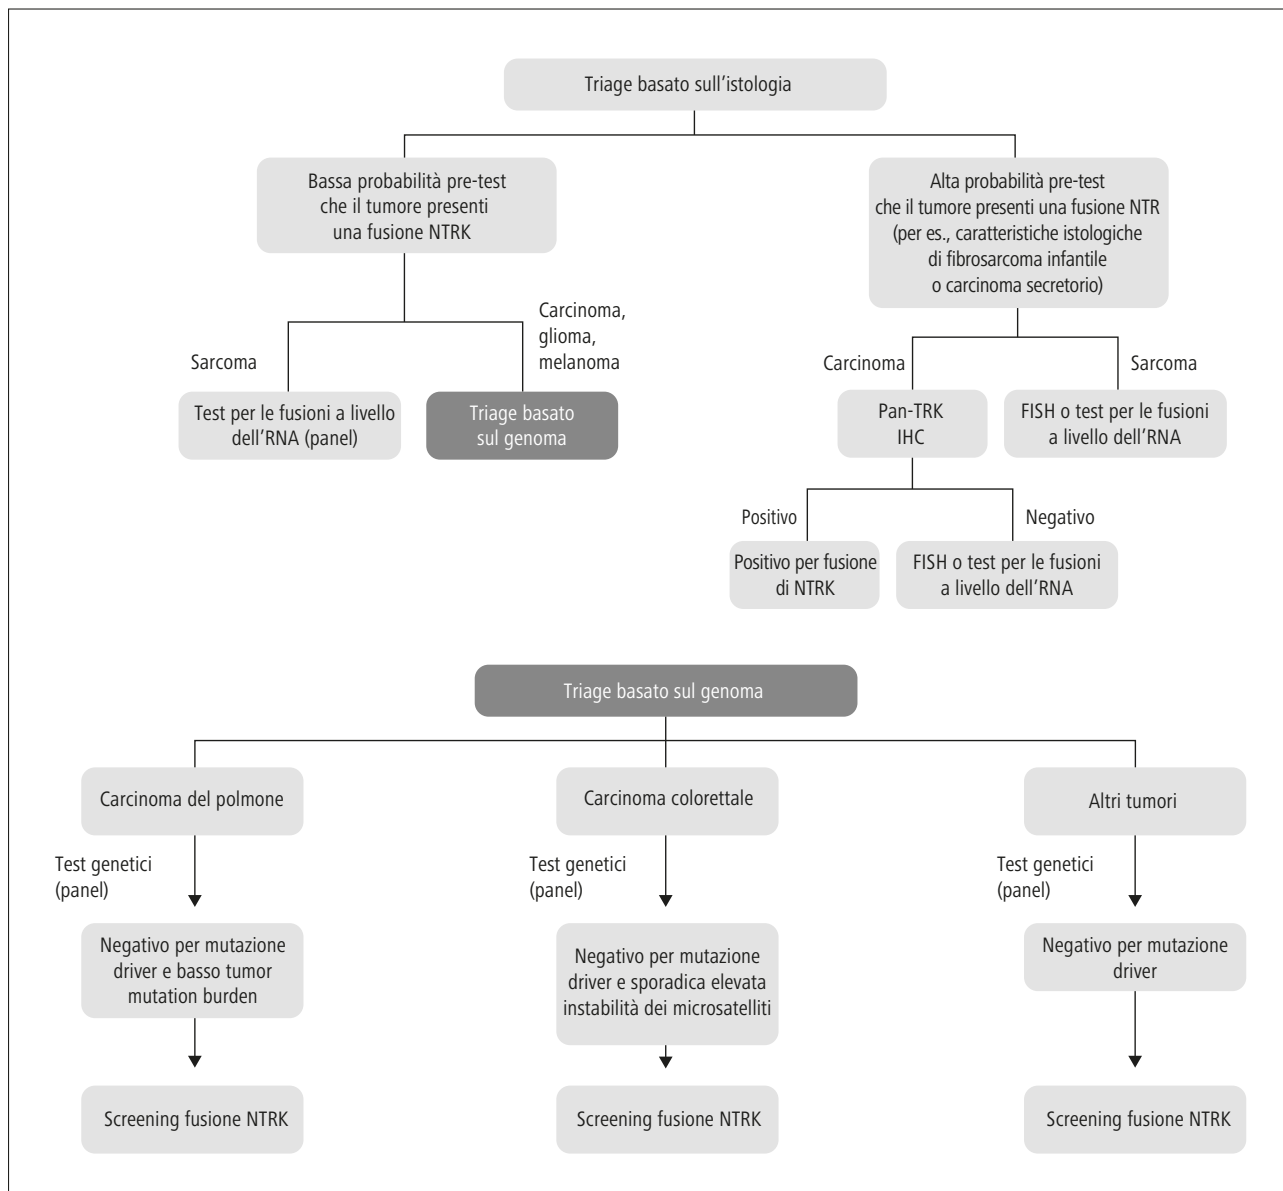 Triage basato sull'istologia
Bassa probabilità pre-test
che il tumore presenti
una fusione NTRK
Alta probabilità pre-test
che il tumore presenti una fusione NTR
(per es., caratteristiche istologiche
di fibrosarcoma infantile
o carcinoma secretorio)
Sarcoma
Carcinoma,
glioma,
melanoma
Carcinoma
Sarcoma
Test per le fusioni a livello
dell'RNA (panel)
Triage basato
sul genoma
Pan-TRK
IHC
FISH o test per le fusioni
a livello dell'RNA
Positivo
Negativo
Positivo per fusione
di NTRK
FISH o test per le fusioni
a livello dell'RNA
Triage basato sul genoma
Carcinoma del polmone
Carcinoma colorettale
Altri tumori
Test genetici
(panel)
Test genetici
(panel)
Test genetici
(panel)
Negativo per mutazione
driver e basso tumor
mutation burden
Negativo per mutazione
driver e sporadica elevata
instabilità dei microsatelliti
Negativo per mutazione
driver
Screening fusione NTRK
Screening fusione NTRK
Screening fusione NTRK